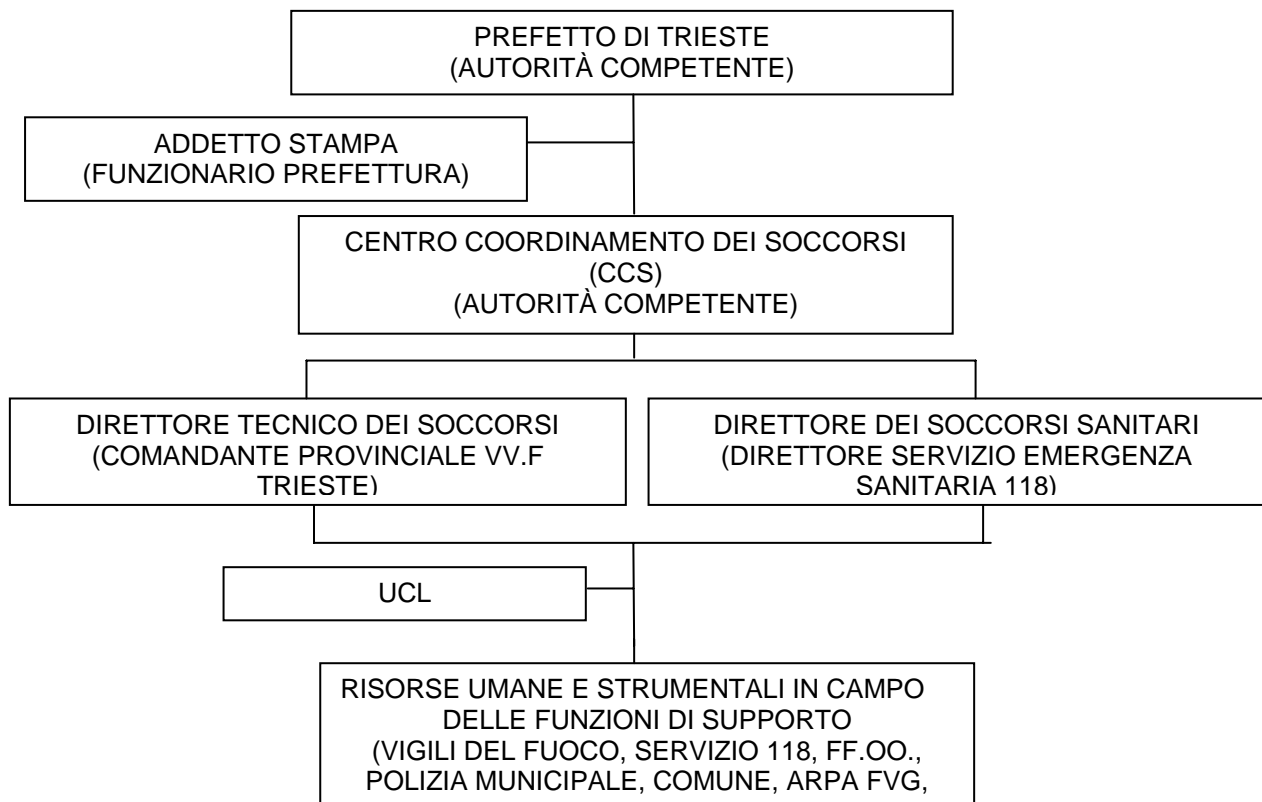 PREFETTO DI TRIESTE
(AUTORITÀ COMPETENTE)
ADDETTO STAMPA
(FUNZIONARIO PREFETTURA)
CENTRO COORDINAMENTO DEI SOCCORSI
(CCS)
(AUTORITÀ COMPETENTE)
DIRETTORE TECNICO DEI SOCCORSI
(COMANDANTE PROVINCIALE VV.F
TRIESTE)
DIRETTORE DEI SOCCORSI SANITARI
(DIRETTORE SERVIZIO EMERGENZA
SANITARIA 118)
UCL
RISORSE UMANE E STRUMENTALI IN CAMPO
DELLE FUNZIONI DI SUPPORTO
(VIGILI DEL FUOCO, SERVIZIO 118, FF.OO.,
POLIZIA MUNICIPALE, COMUNE, ARPA FVG,